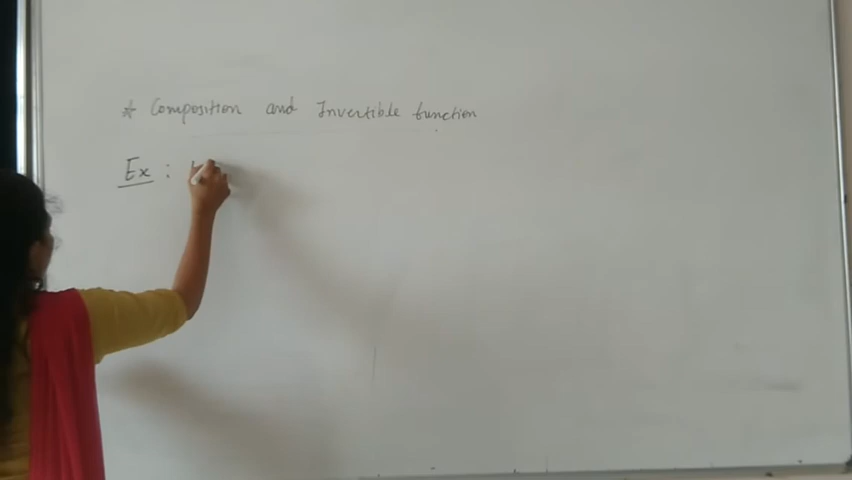 * Composition and Invertible function
Ex :